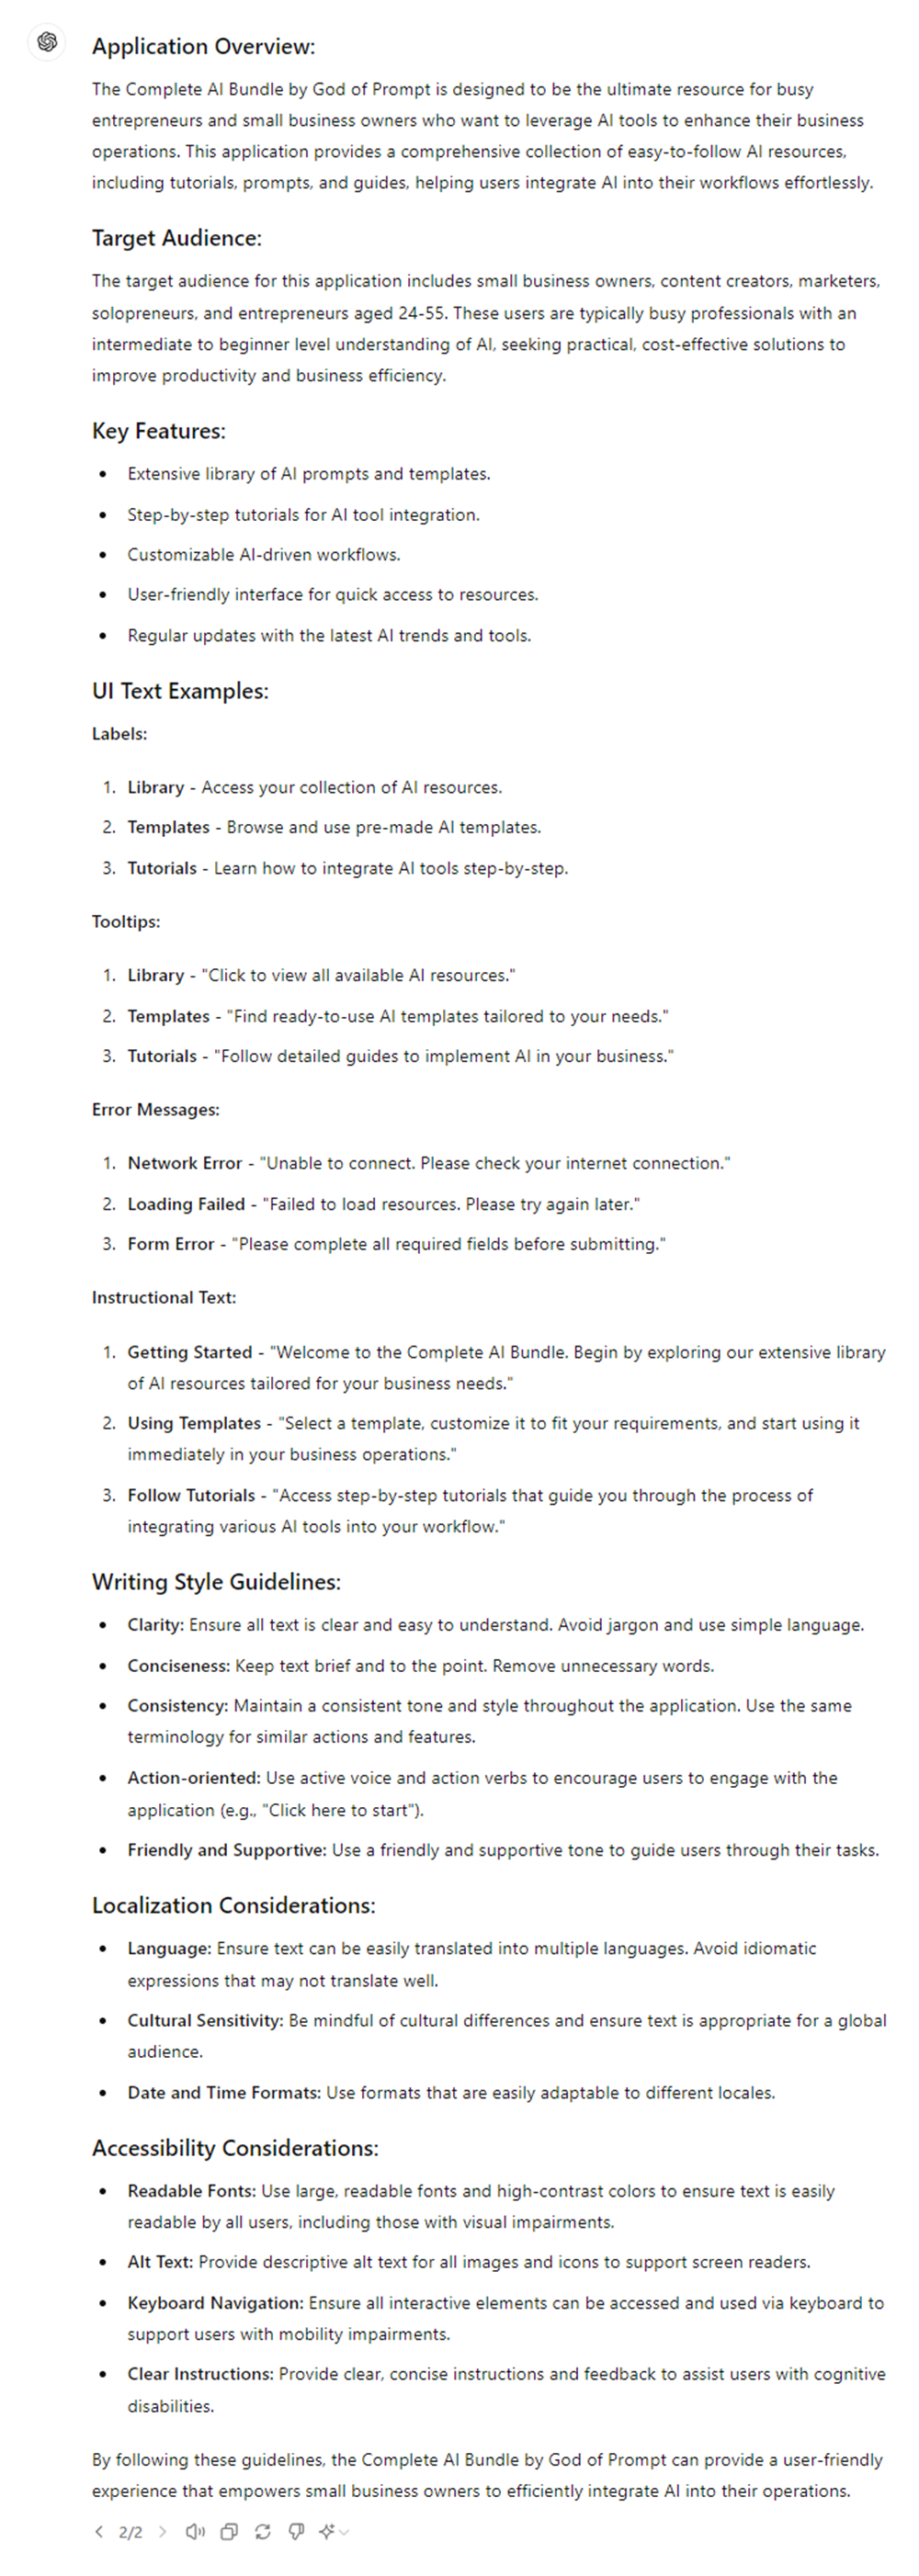 Application Overview:
The Complete AI Bundle by God of Prompt is designed to be the ultimate resource for busy
entrepreneurs and small business owners who want to leverage AI tools to enhance their business
operations. This application provides a comprehensive collection of easy-to-follow AI resources,
including tutorials, prompts, and guides, helping users integrate AI into their workflows effortlessly.
Target Audience:
The target audience for this application includes small business owners, content creators, marketers,
solopreneurs, and entrepreneurs aged 24-55. These users are typically busy professionals with an
intermediate to beginner level understanding of AI, seeking practical, cost-effective solutions to
improve productivity and business efficiency.
Key Features:
• Extensive library of AI prompts and templates.
• Step-by-step tutorials for AI tool integration.
• Customizable AI-driven workflows.
• User-friendly interface for quick access to resources.
• Regular updates with the latest AI trends and tools.
UI Text Examples:
Labels:
1. Library - Access your collection of AI resources.
2. Templates - Browse and use pre-made AI templates.
3. Tutorials - Learn how to integrate AI tools step-by-step.
Tooltips:
1. Library - "Click to view all available AI resources."
2. Templates - "Find ready-to-use AI templates tailored to your needs."
3. Tutorials - "Follow detailed guides to implement AI in your business."
Error Messages:
1. Network Error - "Unable to connect. Please check your internet connection."
2. Loading Failed - "Failed to load resources. Please try again later."
3. Form Error - "Please complete all required fields before submitting."
Instructional Text:
1. Getting Started - "Welcome to the Complete AI Bundle. Begin by exploring our extensive library
of AI resources tailored for your business needs."
2. Using Templates - "Select a template, customize it to fit your requirements, and start using it
immediately in your business operations."
3. Follow Tutorials - "Access step-by-step tutorials that guide you through the process of
integrating various AI tools into your workflow."
Writing Style Guidelines:
• Clarity: Ensure all text is clear and easy to understand. Avoid jargon and use simple language.
• Conciseness: Keep text brief and to the point. Remove unnecessary words.
• Consistency: Maintain a consistent tone and style throughout the application. Use the same
terminology for similar actions and features.
• Action-oriented: Use active voice and action verbs to encourage users to engage with the
application (e.g., "Click here to start").
• Friendly and Supportive: Use a friendly and supportive tone to guide users through their tasks.
Localization Considerations:
• Language: Ensure text can be easily translated into multiple languages. Avoid idiomatic
expressions that may not translate well.
• Cultural Sensitivity: Be mindful of cultural differences and ensure text is appropriate for a global
audience.
• Date and Time Formats: Use formats that are easily adaptable to different locales.
Accessibility Considerations:
• Readable Fonts: Use large, readable fonts and high-contrast colors to ensure text is easily
readable by all users, including those with visual impairments.
• Alt Text: Provide descriptive alt text for all images and icons to support screen readers.
• Keyboard Navigation: Ensure all interactive elements can be accessed and used via keyboard to
support users with mobility impairments.
• Clear Instructions: Provide clear, concise instructions and feedback to assist users with cognitive
disabilities.
By following these guidelines, the Complete AI Bundle by God of Prompt can provide a user-friendly
experience that empowers small business owners to efficiently integrate AI into their operations.
2/2